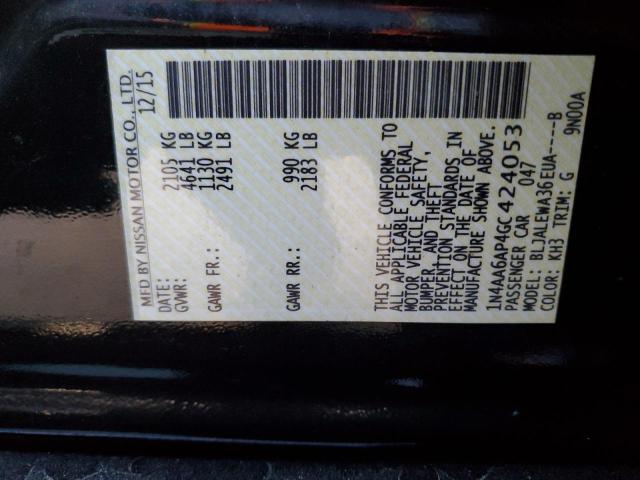 MFD BY NISSAN MOTOR CO., LTD.
DATE: 12/15
GVWR: 2105 KG
4641 LB
GAWR FR.: 1130 KG
2491 LB
GAWR RR.: 990 KG
2183 LB
THIS VEHICLE CONFORMS TO
ALL APPLICABLE FEDERAL
MOTOR VEHICLE SAFETY,
BUMPER, AND THEFT
PREVENTION STANDARDS IN
EFFECT ON THE DATE OF
MANUFACTURE SHOWN ABOVE.
1N4AA6AP4GC424053
PASSENGER CAR 047
MODEL: BLJALEWA36EUA-----B
COLOR: KH3 TRIM: G 9N00A